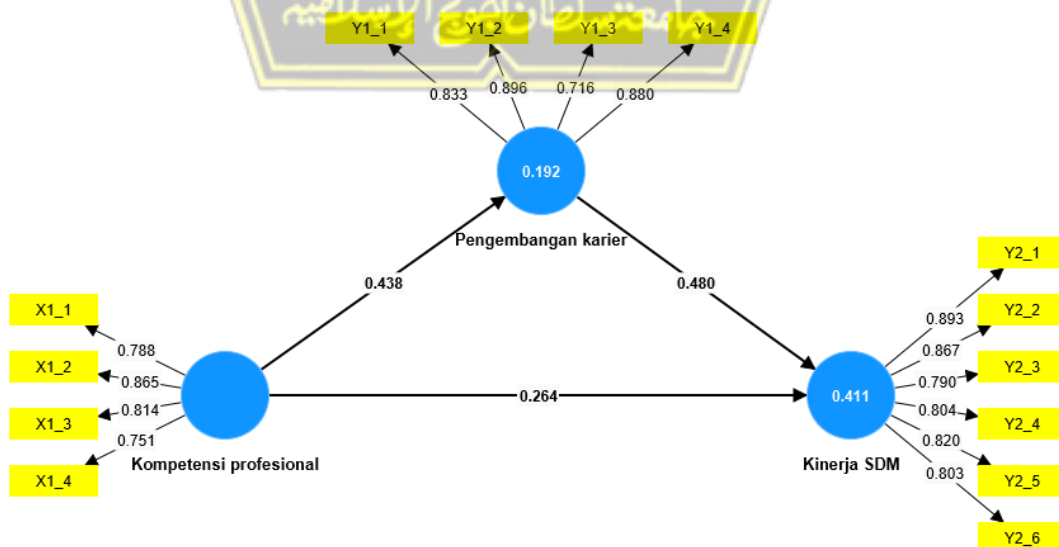 جامعتسلطان أجونج الإسلاميه
Y1_1 Y1_2 Y1_3 Y1_4
0.833 0.896 0.716 0.880
0.192
Pengembangan karier
0.438 0.480
X1_1
X1_2
X1_3
X1_4
0.788
0.865
0.814
0.751
Kompetensi profesional
0.264
0.411
Kinerja SDM
0.893
0.867
0.790
0.804
0.820
0.803
Y2_1
Y2_2
Y2_3
Y2_4
Y2_5
Y2_6